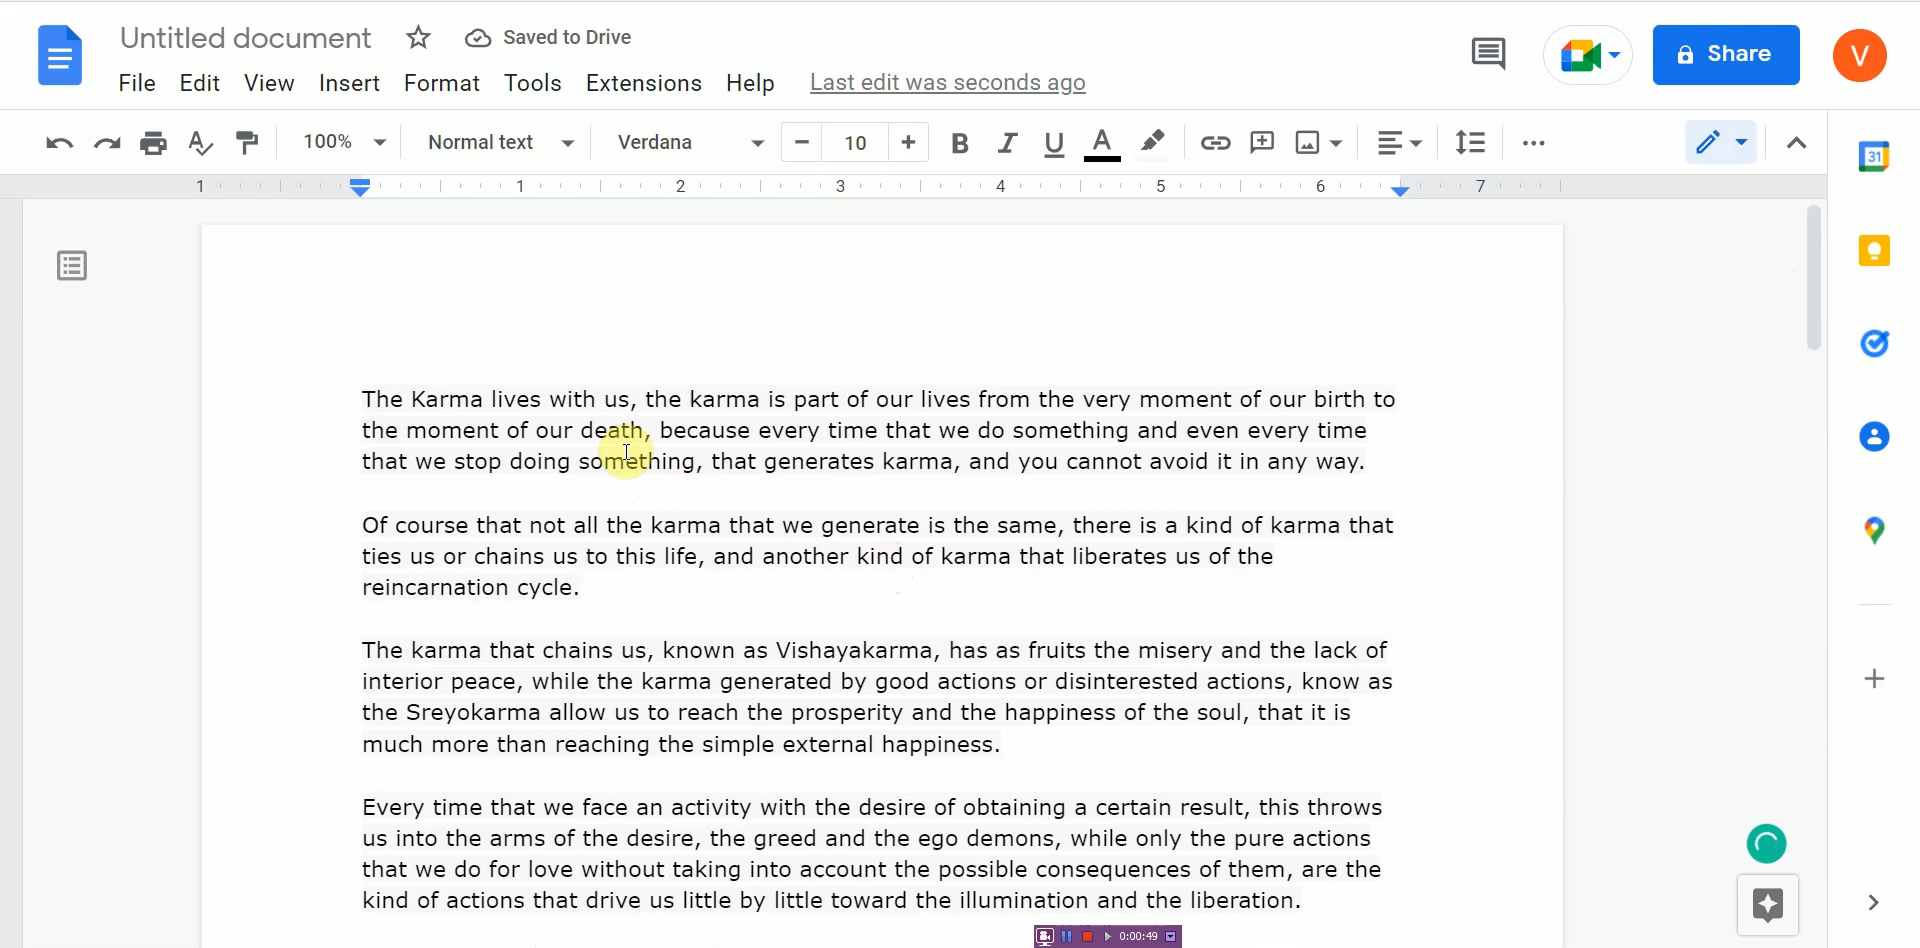 Untitled document
Saved to Drive
File Edit View Insert Format Tools Extensions Help Last edit was seconds ago
Share
V
100% Normal text Verdana 10 B I U A
31
1 1 2 3 4 5 6 7
The Karma lives with us, the karma is part of our lives from the very moment of our birth to
the moment of our death, because every time that we do something and even every time
that we stop doing something, that generates karma, and you cannot avoid it in any way.
Of course that not all the karma that we generate is the same, there is a kind of karma that
ties us or chains us to this life, and another kind of karma that liberates us of the
reincarnation cycle.
The karma that chains us, known as Vishayakarma, has as fruits the misery and the lack of
interior peace, while the karma generated by good actions or disinterested actions, know as
the Sreyokarma allow us to reach the prosperity and the happiness of the soul, that it is
much more than reaching the simple external happiness.
Every time that we face an activity with the desire of obtaining a certain result, this throws
us into the arms of the desire, the greed and the ego demons, while only the pure actions
that we do for love without taking into account the possible consequences of them, are the
kind of actions that drive us little by little toward the illumination and the liberation.
0:00:49